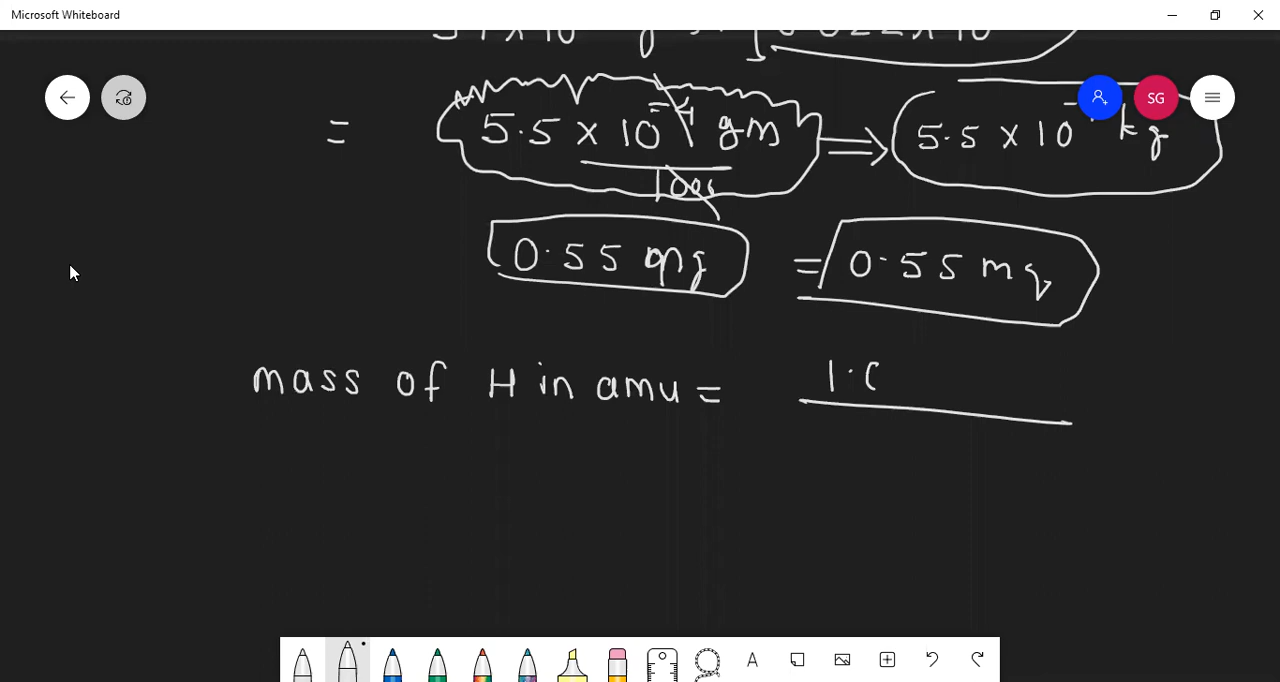 Microsoft Whiteboard
SG
= 5.5 x 10⁻⁴ gm ⇒ 5.5 x 10 kg
1000
0.55 mg = 0.55 mg
mass of H in amu = 1.0
A